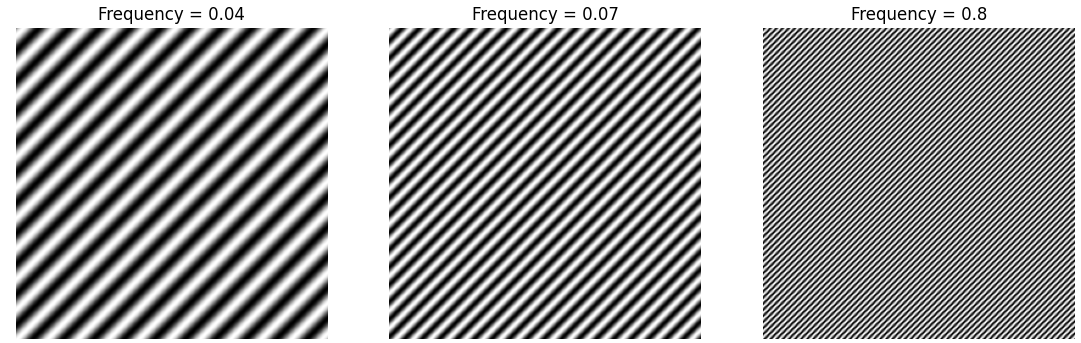 Frequency = 0.04
Frequency = 0.07
Frequency = 0.8